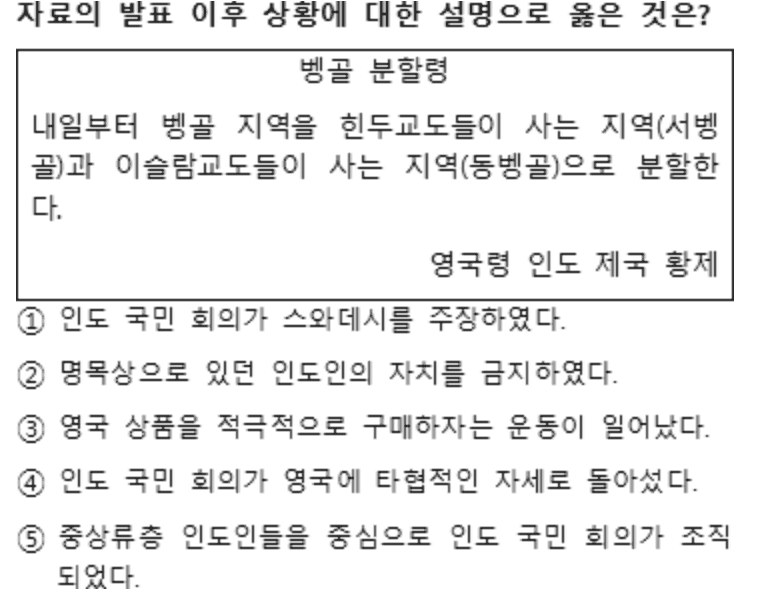 자료의 발표 이후 상황에 대한 설명으로 옳은 것은?
벵골 분할령
내일부터 벵골 지역을 힌두교도들이 사는 지역(서벵
골)과 이슬람교도들이 사는 지역(동벵골)으로 분할한
다.
영국령 인도 제국 황제
① 인도 국민 회의가 스와데시를 주장하였다.
② 명목상으로 있던 인도인의 자치를 금지하였다.
③ 영국 상품을 적극적으로 구매하자는 운동이 일어났다.
④ 인도 국민 회의가 영국에 타협적인 자세로 돌아섰다.
⑤ 중상류층 인도인들을 중심으로 인도 국민 회의가 조직
되었다.